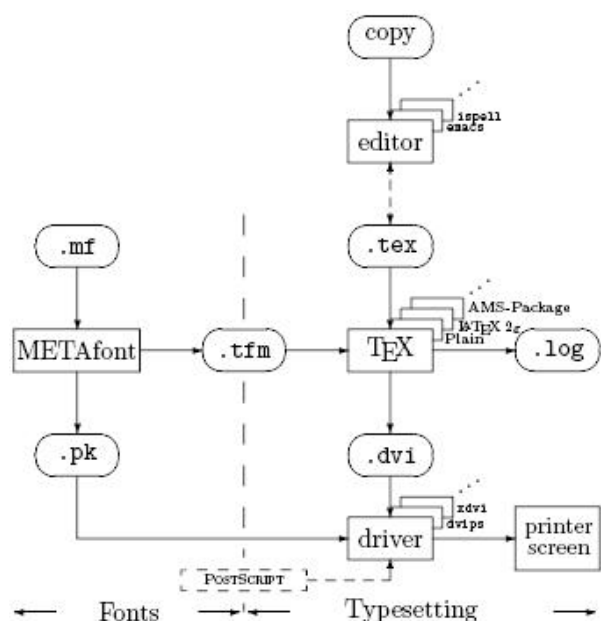 copy
ispell
emacs
editor
.mf
.tex
AMS-Package
LATEX 2ε
Plain
METAfont
.tfm
TEX
.log
.pk
.dvi
xdvi
dvips
driver
printer
screen
POSTSCRIPT
Fonts
Typesetting